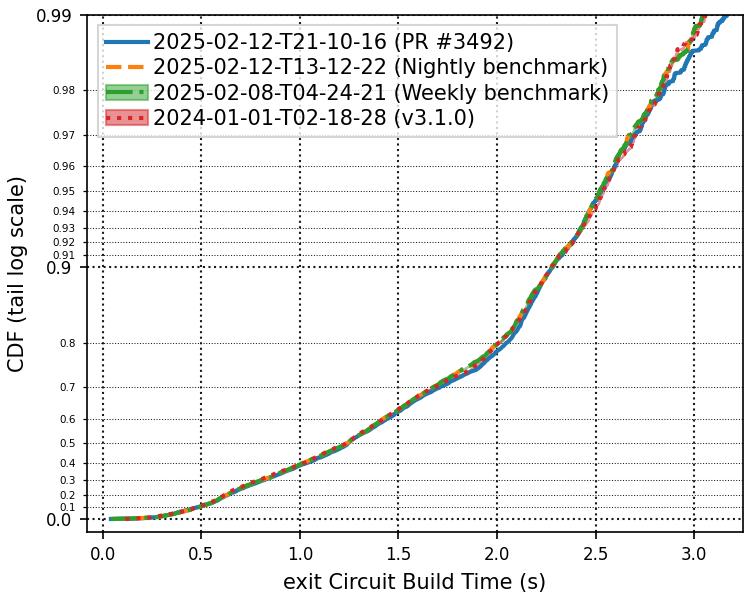 0.99
2025-02-12-T21-10-16 (PR #3492)
2025-02-12-T13-12-22 (Nightly benchmark)
2025-02-08-T04-24-21 (Weekly benchmark)
2024-01-01-T02-18-28 (v3.1.0)
0.98
0.97
0.96
0.95
0.94
0.93
0.92
0.91
0.9
0.8
0.7
0.6
0.5
0.4
0.3
0.2
0.1
0.0
CDF (tail log scale)
0.0 0.5 1.0 1.5 2.0 2.5 3.0
exit Circuit Build Time (s)